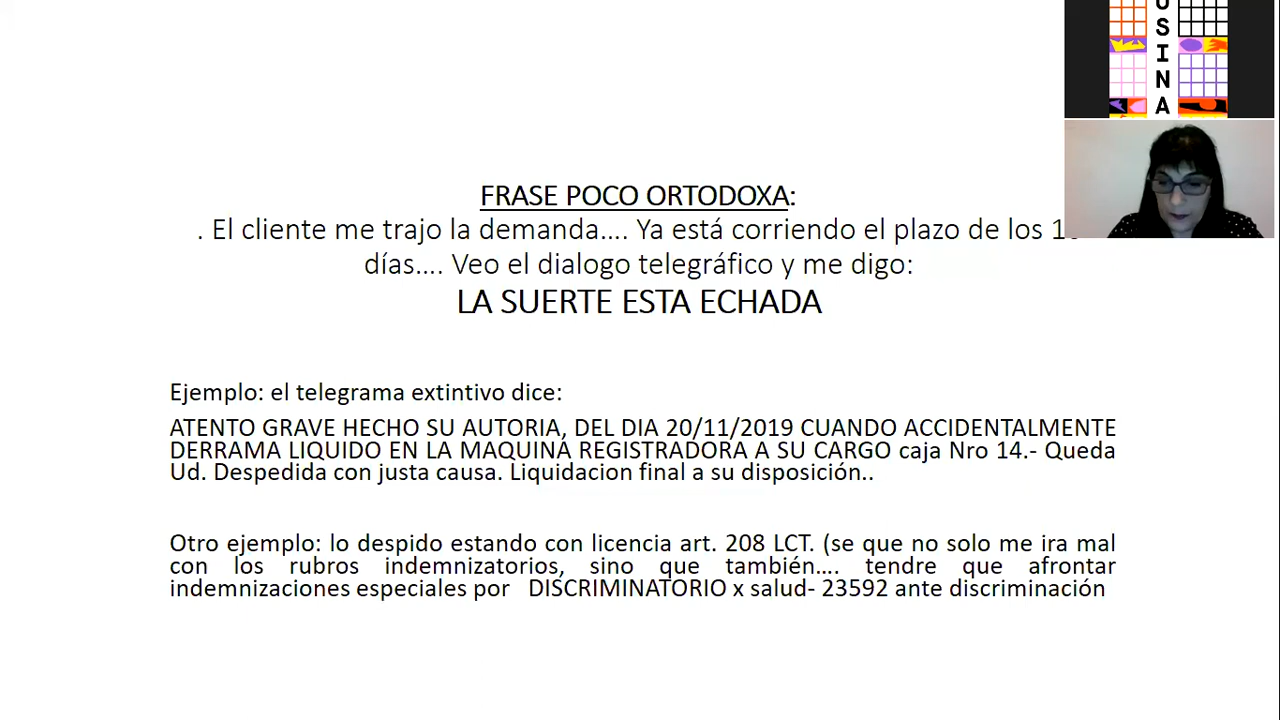 USINA
FRASE POCO ORTODOXA:
. El cliente me trajo la demanda.... Ya está corriendo el plazo de los
días.... Veo el dialogo telegráfico y me digo:
LA SUERTE ESTA ECHADA
Ejemplo: el telegrama extintivo dice:
ATENTO GRAVE HECHO SU AUTORIA, DEL DIA 20/11/2019 CUANDO ACCIDENTALMENTE
DERRAMA LIQUIDO EN LA MAQUINA REGISTRADORA A SU CARGO caja Nro 14.- Queda
Ud. Despedida con justa causa. Liquidacion final a su disposición..
Otro ejemplo: lo despido estando con licencia art. 208 LCT. (se que no solo me ira mal
con los rubros indemnizatorios, sino que también.... tendre que afrontar
indemnizaciones especiales por DISCRIMINATORIO x salud- 23592 ante discriminación